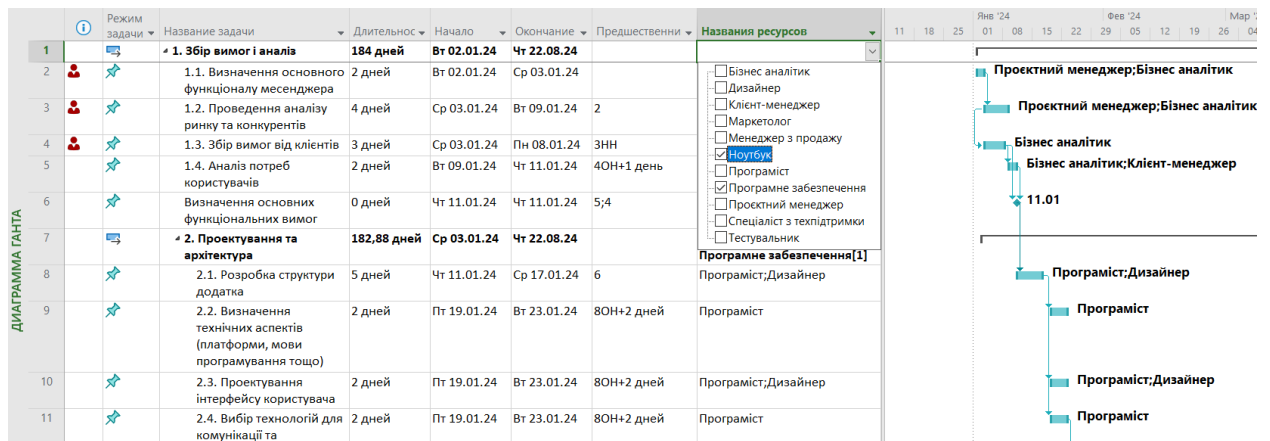 Янв '24 Фев '24 Мар '
Режим задачи Название задачи Длительнос Начало Окончание Предшественни Названия ресурсов 11 18 25 01 08 15 22 29 05 12 19 26 04
1 1. Збір вимог і аналіз 184 дней Вт 02.01.24 Чт 22.08.24
2 1.1. Визначення основного 2 дней Вт 02.01.24 Ср 03.01.24 Проєктний менеджер;Бізнес аналітик
функціоналу месенджера
3 1.2. Проведення аналізу 4 дней Ср 03.01.24 Вт 09.01.24 2 Проєктний менеджер;Бізнес аналітик
ринку та конкурентів
4 1.3. Збір вимог від клієнтів 3 дней Ср 03.01.24 Пн 08.01.24 3НН Бізнес аналітик
5 1.4. Аналіз потреб 2 дней Вт 09.01.24 Чт 11.01.24 4ОН+1 день Бізнес аналітик;Клієнт-менеджер
користувачів
6 Визначення основних 0 дней Чт 11.01.24 Чт 11.01.24 5;4 11.01
функціональних вимог
7 2. Проектування та 182,88 дней Ср 03.01.24 Чт 22.08.24
архітектура Програмне забезпечення[1]
Бізнес аналітик
Дизайнер
Клієнт-менеджер
Маркетолог
Менеджер з продажу
Ноутбук
Програміст
Програмне забезпечення
Проєктний менеджер
Спеціаліст з техпідтримки
Тестувальник
8 2.1. Розробка структури 5 дней Чт 11.01.24 Ср 17.01.24 6 Програміст;Дизайнер Програміст;Дизайнер
додатка
9 2.2. Визначення 2 дней Пт 19.01.24 Вт 23.01.24 8ОН+2 дней Програміст Програміст
технічних аспектів
(платформи, мови
програмування тощо)
10 2.3. Проектування 2 дней Пт 19.01.24 Вт 23.01.24 8ОН+2 дней Програміст;Дизайнер Програміст;Дизайнер
інтерфейсу користувача
11 2.4. Вибір технологій для 2 дней Пт 19.01.24 Вт 23.01.24 8ОН+2 дней Програміст Програміст
комунікації та
ДИАГРАММА ГАНТА